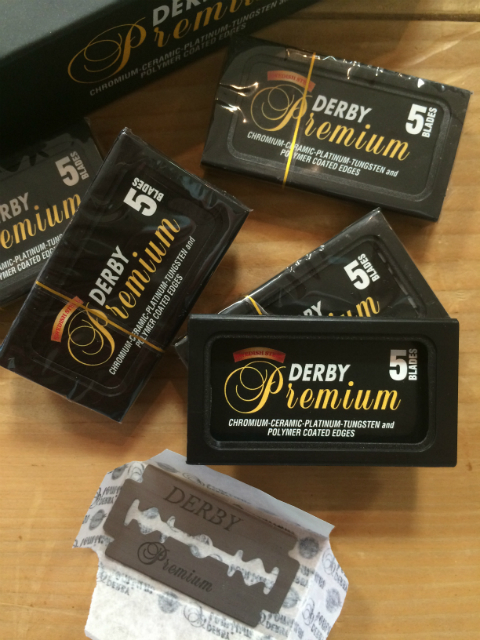 DERBY
Premium
CHROMIUM-CERAMIC-PLATINUM-TUNGSTEN and
POLYMER COATED EDGES
DERBY
Premium
5
BLADES
CHROMIUM-CERAMIC-PLATINUM-TUNGSTEN and
POLYMER COATED EDGES
5
BLADES
DERBY
Premium
5
BLADES
DERBY
Premium
CHROMIUM-CERAMIC-PLATINUM-TUNGSTEN and
POLYMER COATED EDGES
5
BLADES
DERBY
Premium
5
BLADES
DERBY
Premium
CHROMIUM-CERAMIC-PLATINUM-TUNGSTEN and
POLYMER COATED EDGES
DERBY
Premium